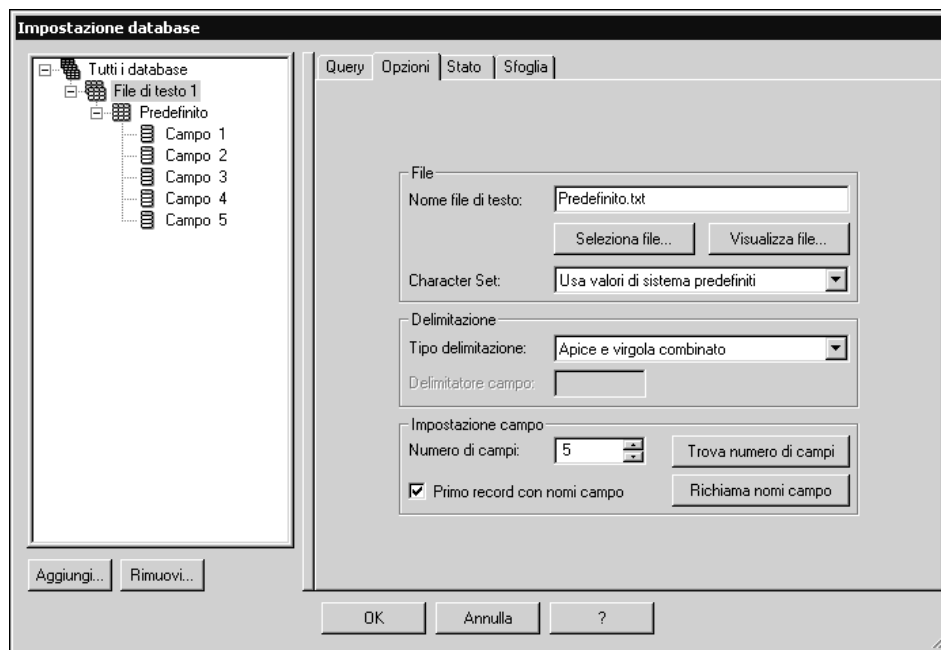 Impostazione database
Tutti i database
File di testo 1
Predefinito
Campo 1
Campo 2
Campo 3
Campo 4
Campo 5
Aggiungi...
Rimuovi...
Query
Opzioni
Stato
Sfoglia
File
Nome file di testo:
Predefinito.txt
Seleziona file...
Visualizza file...
Character Set:
Usa valori di sistema predefiniti
Delimitazione
Tipo delimitazione:
Apice e virgola combinato
Delimitatore campo:
Impostazione campo
Numero di campi:
5
Trova numero di campi
Primo record con nomi campo
Richiama nomi campo
OK
Annulla
?